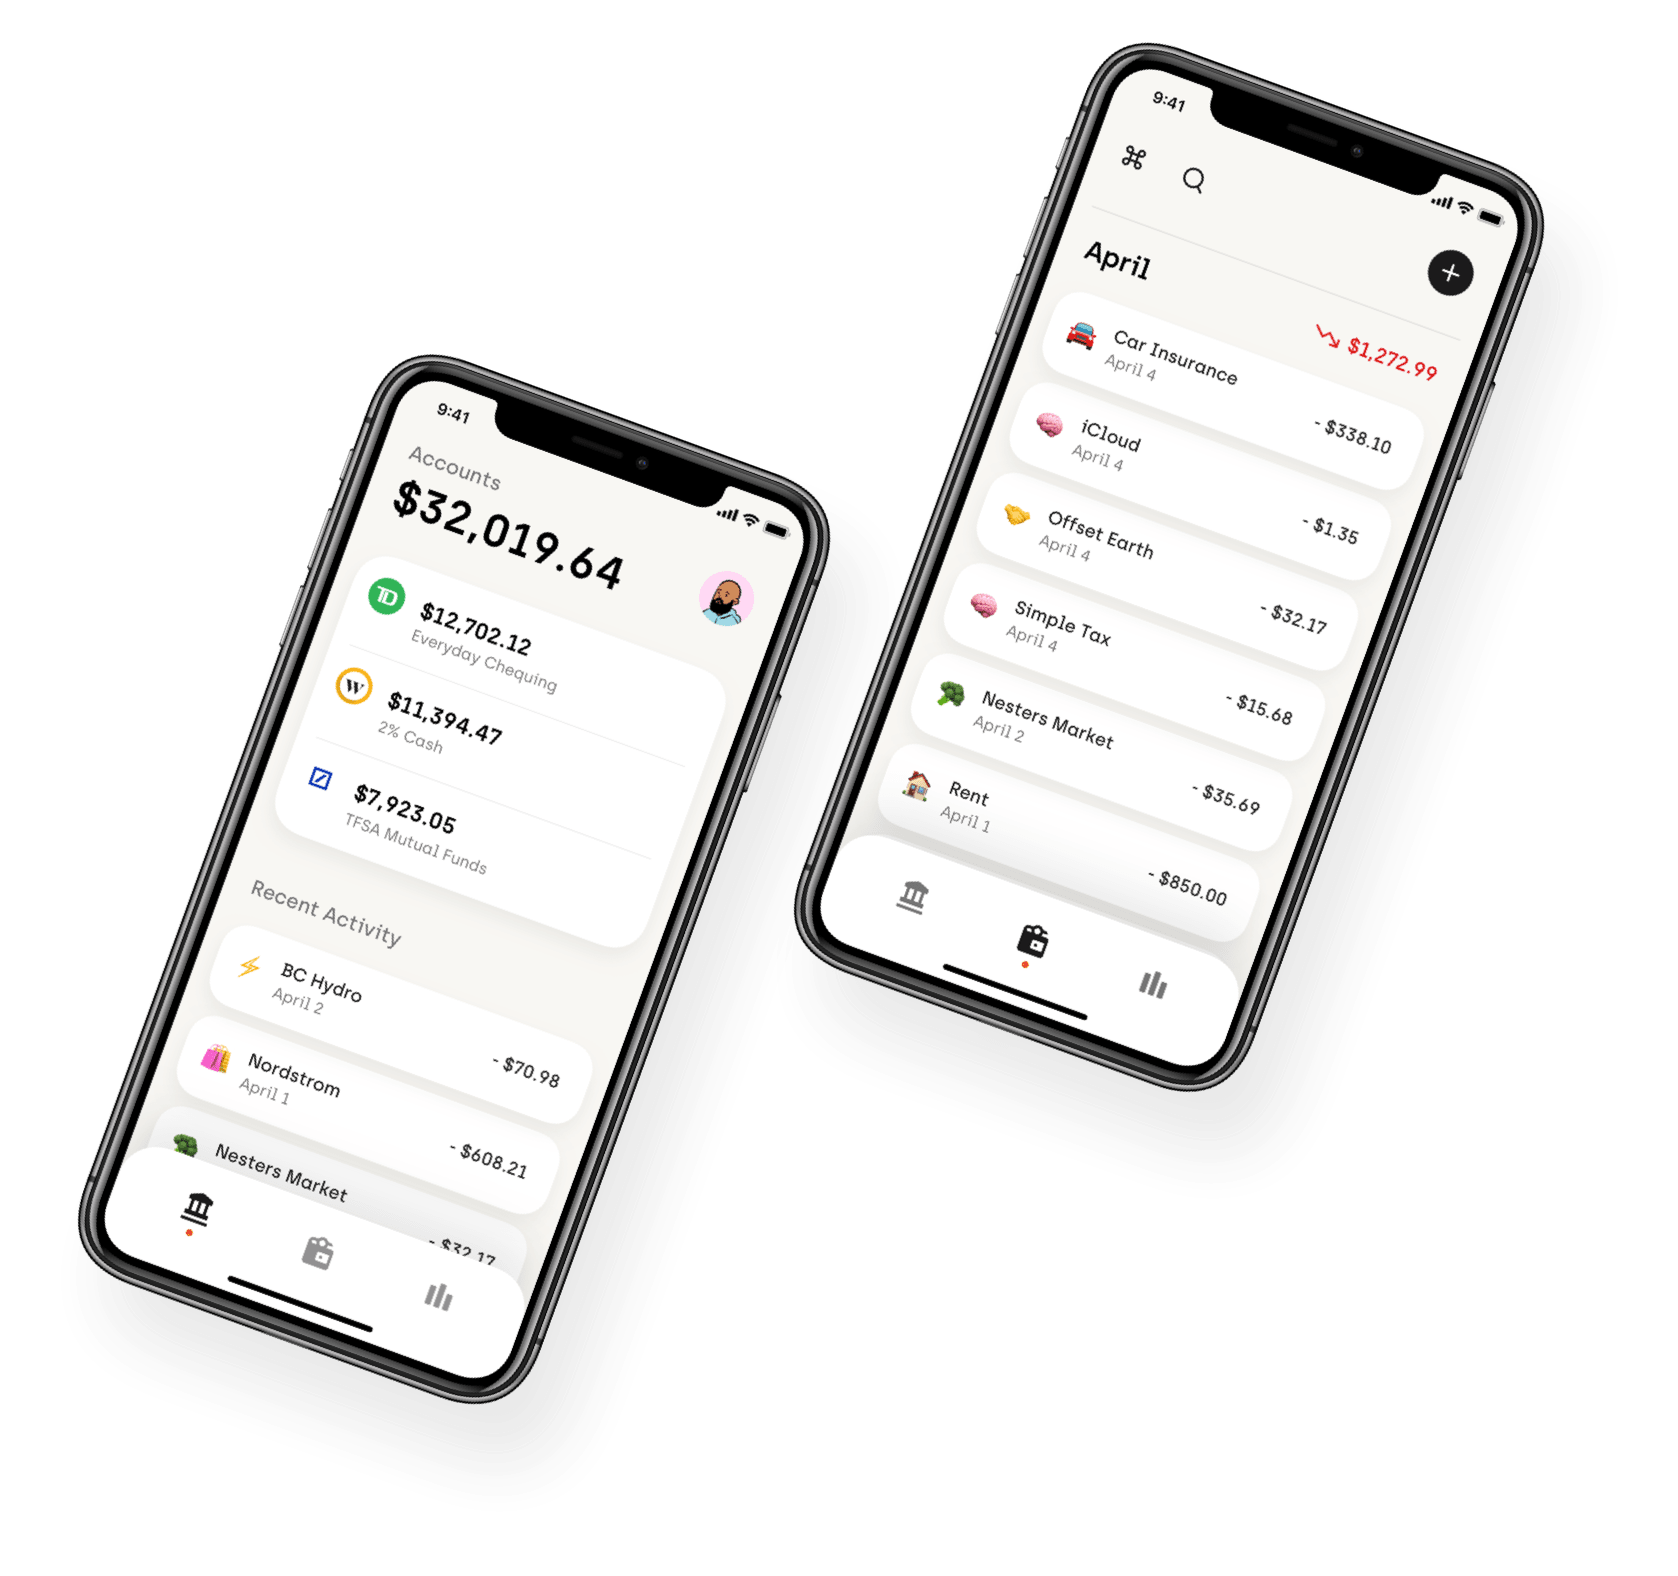 9:41
Accounts
$32,019.64
TD
$12,702.12
Everyday Chequing
W
$11,394.47
2% Cash
$7,923.05
TFSA Mutual Funds
Recent Activity
BC Hydro
April 2
- $70.98
Nordstrom
April 1
- $608.21
Nesters Market
- $32.17
9:41
April
$1,272.99
Car Insurance
April 4
- $338.10
iCloud
April 4
- $1.35
Offset Earth
April 4
- $32.17
Simple Tax
April 4
- $15.68
Nesters Market
April 2
- $35.69
Rent
April 1
- $850.00